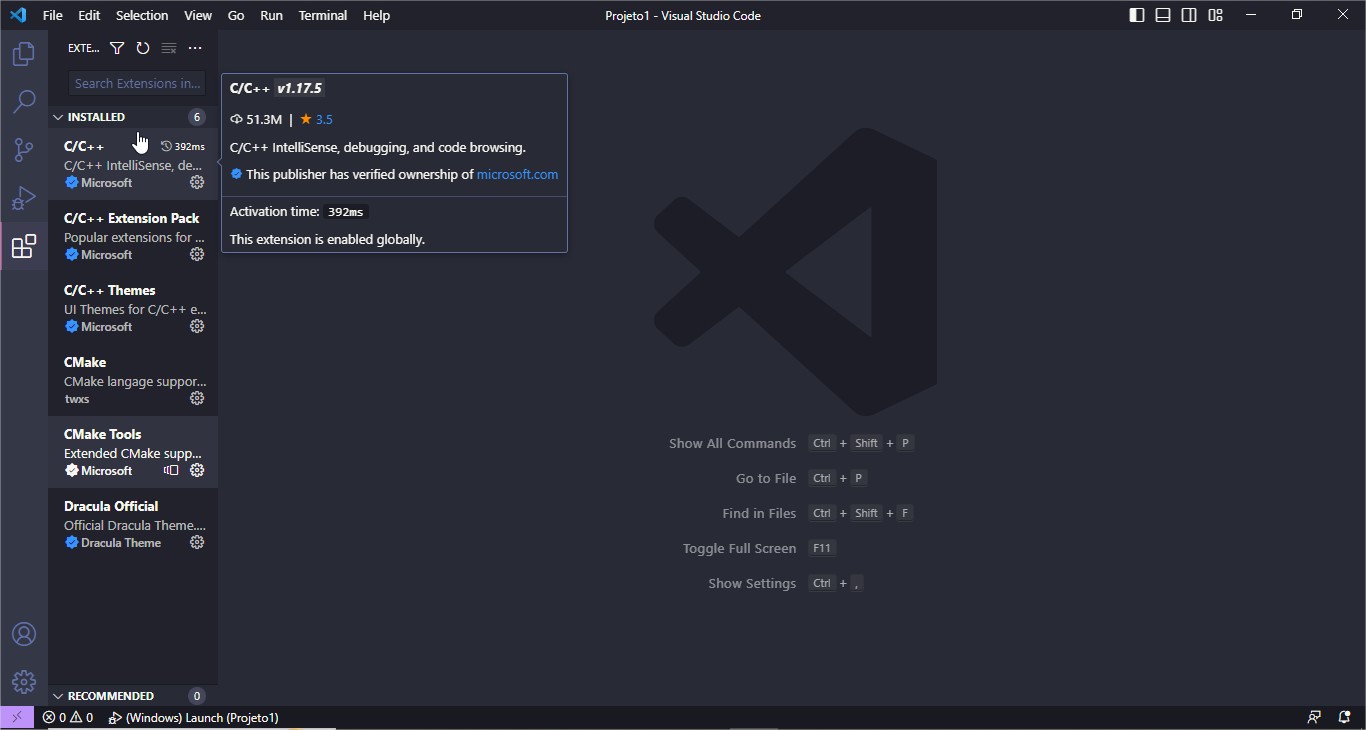 File Edit Selection View Go Run Terminal Help
Projeto1 - Visual Studio Code
EXTE...
Search Extensions in...
INSTALLED 6
C/C++ 392ms
C/C++ IntelliSense, de...
Microsoft
C/C++ Extension Pack
Popular extensions for ...
Microsoft
C/C++ Themes
UI Themes for C/C++ e...
Microsoft
CMake
CMake langage suppor...
twxs
CMake Tools
Extended CMake supp...
Microsoft
Dracula Official
Official Dracula Theme....
Dracula Theme
RECOMMENDED 0
C/C++ v1.17.5
51.3M | 3.5
C/C++ IntelliSense, debugging, and code browsing.
This publisher has verified ownership of microsoft.com
Activation time: 392ms
This extension is enabled globally.
Show All Commands Ctrl + Shift + P
Go to File Ctrl + P
Find in Files Ctrl + Shift + F
Toggle Full Screen F11
Show Settings Ctrl + ,
0 0 (Windows) Launch (Projeto1)